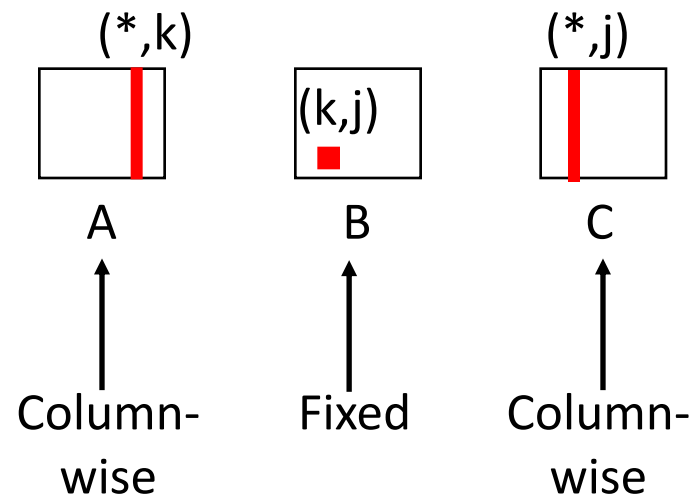 (*,k)
(k,j)
(*,j)
A
B
C
Column-
wise
Fixed
Column-
wise